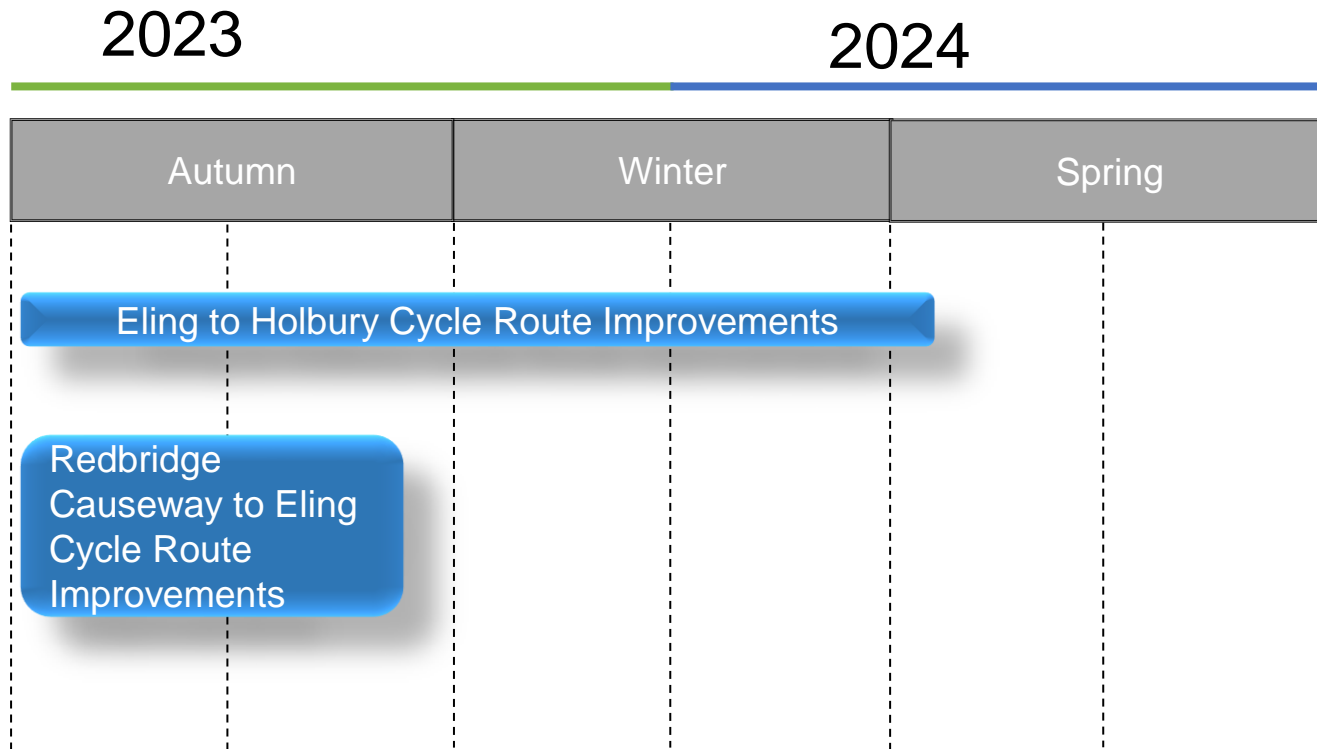 2023
2024
Autumn
Winter
Spring
Eling to Holbury Cycle Route Improvements
Redbridge
Causeway to Eling
Cycle Route
Improvements